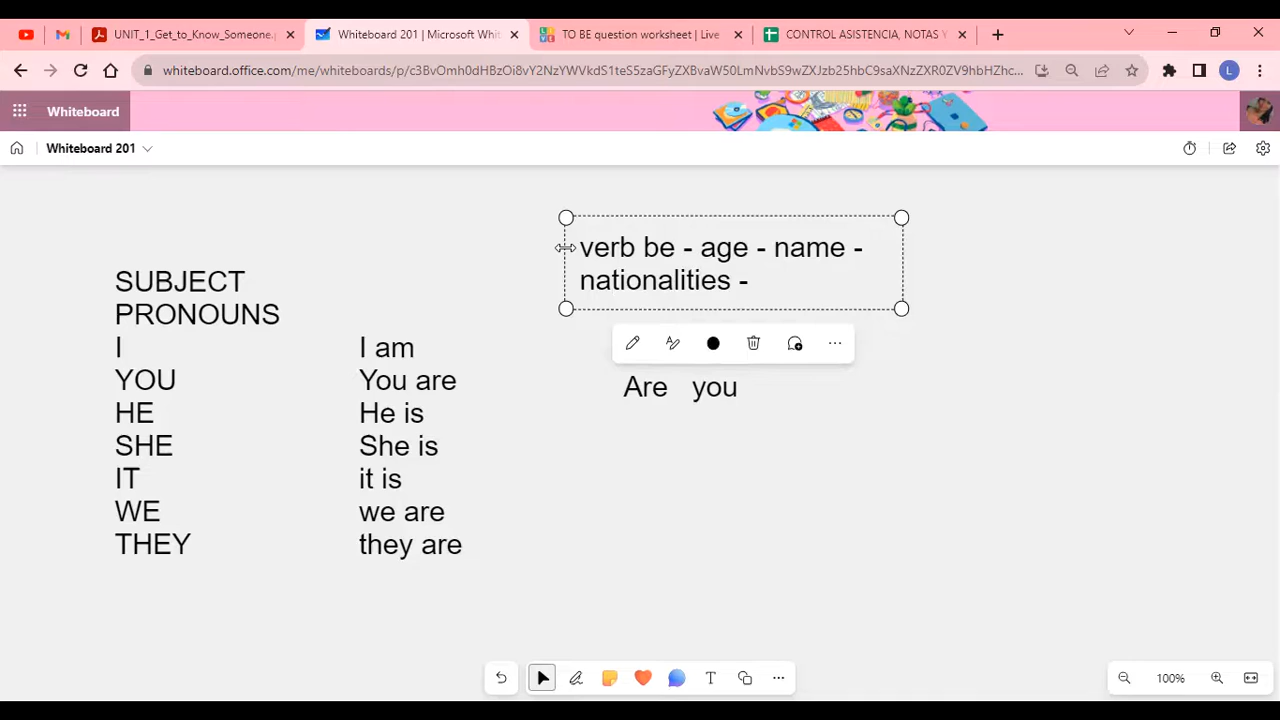 UNIT_1_Get_to_Know_Someone.p
Whiteboard 201 | Microsoft Whit
TO BE question worksheet | Live
CONTROL ASISTENCIA, NOTAS Y
whiteboard.office.com/me/whiteboards/p/
L
Whiteboard
Whiteboard 201
verb be - age - name -
nationalities -
SUBJECT
PRONOUNS
I
I am
YOU
You are
Are you
HE
He is
SHE
She is
IT
it is
WE
we are
THEY
they are
T
100%